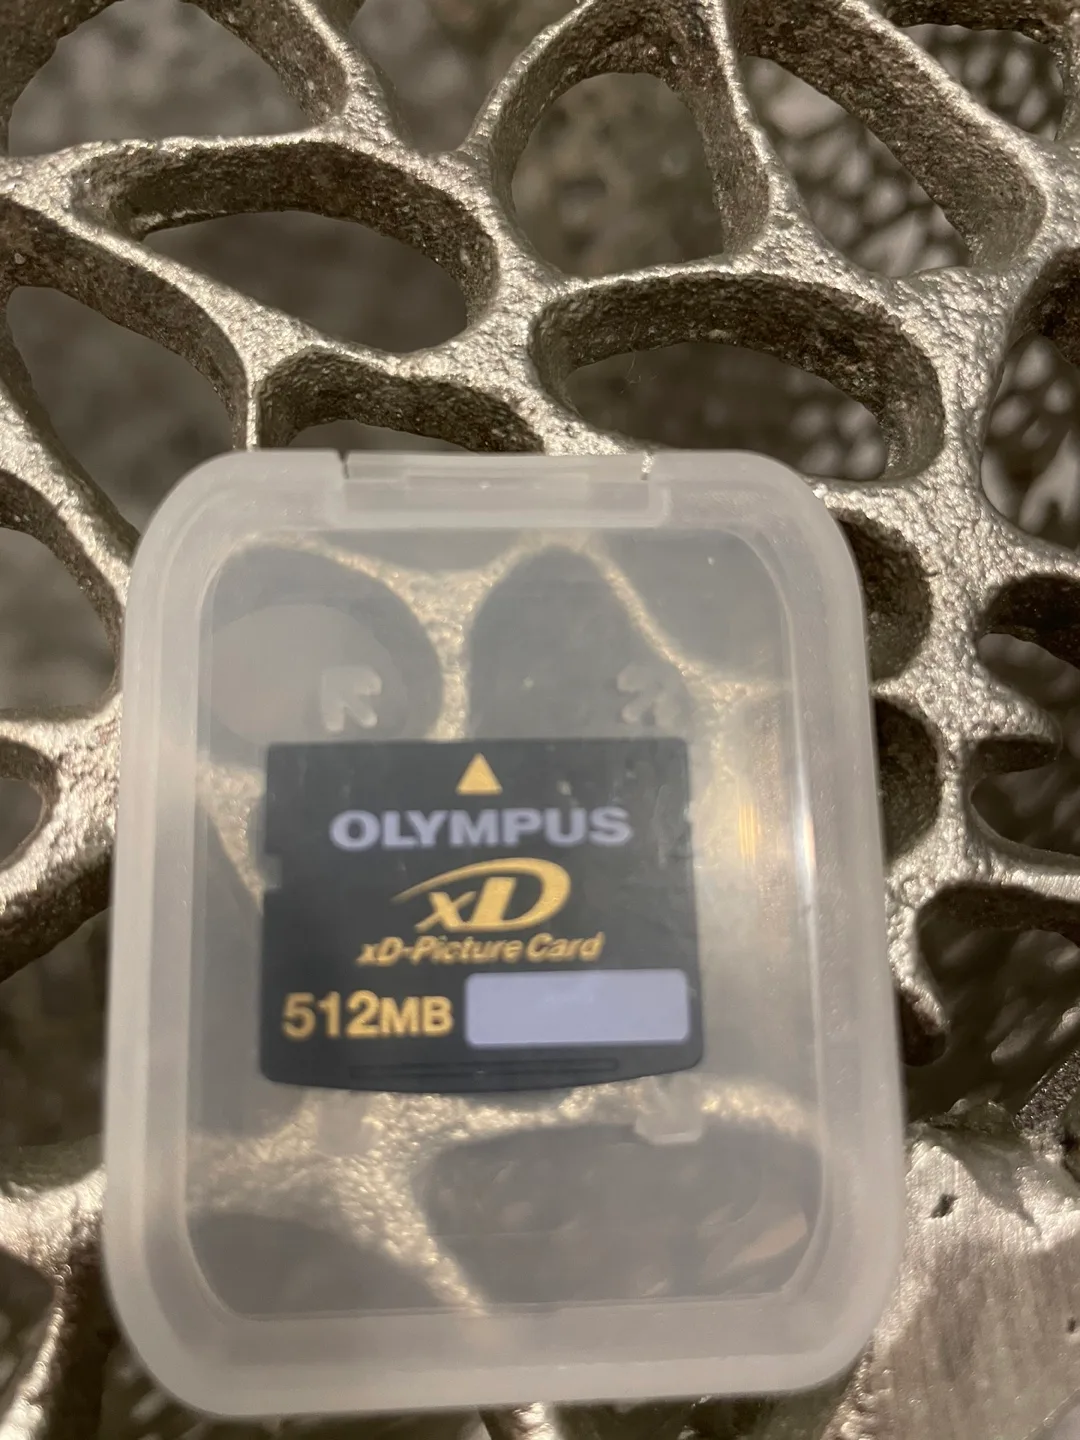 OLYMPUS
xD
xD-Picture Card
512MB